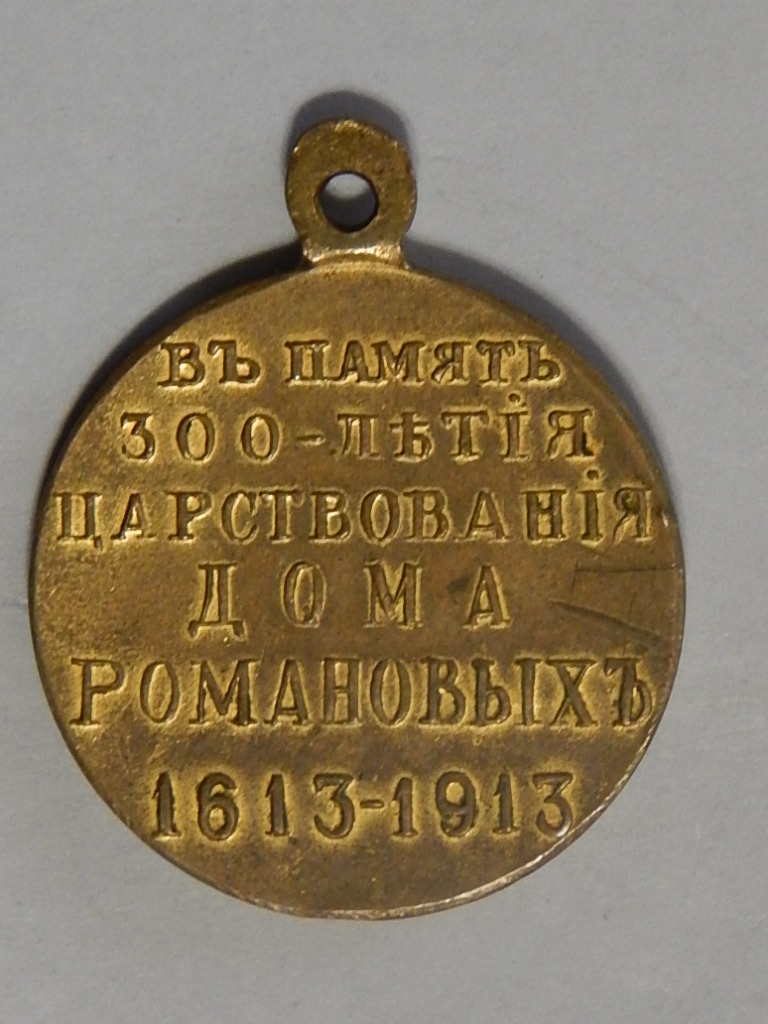 ВЪ ПАМЯТЬ
300-ЛѢТІЯ
ЦАРСТВОВАНІЯ
ДОМА
РОМАНОВЫХЪ
1613-1913